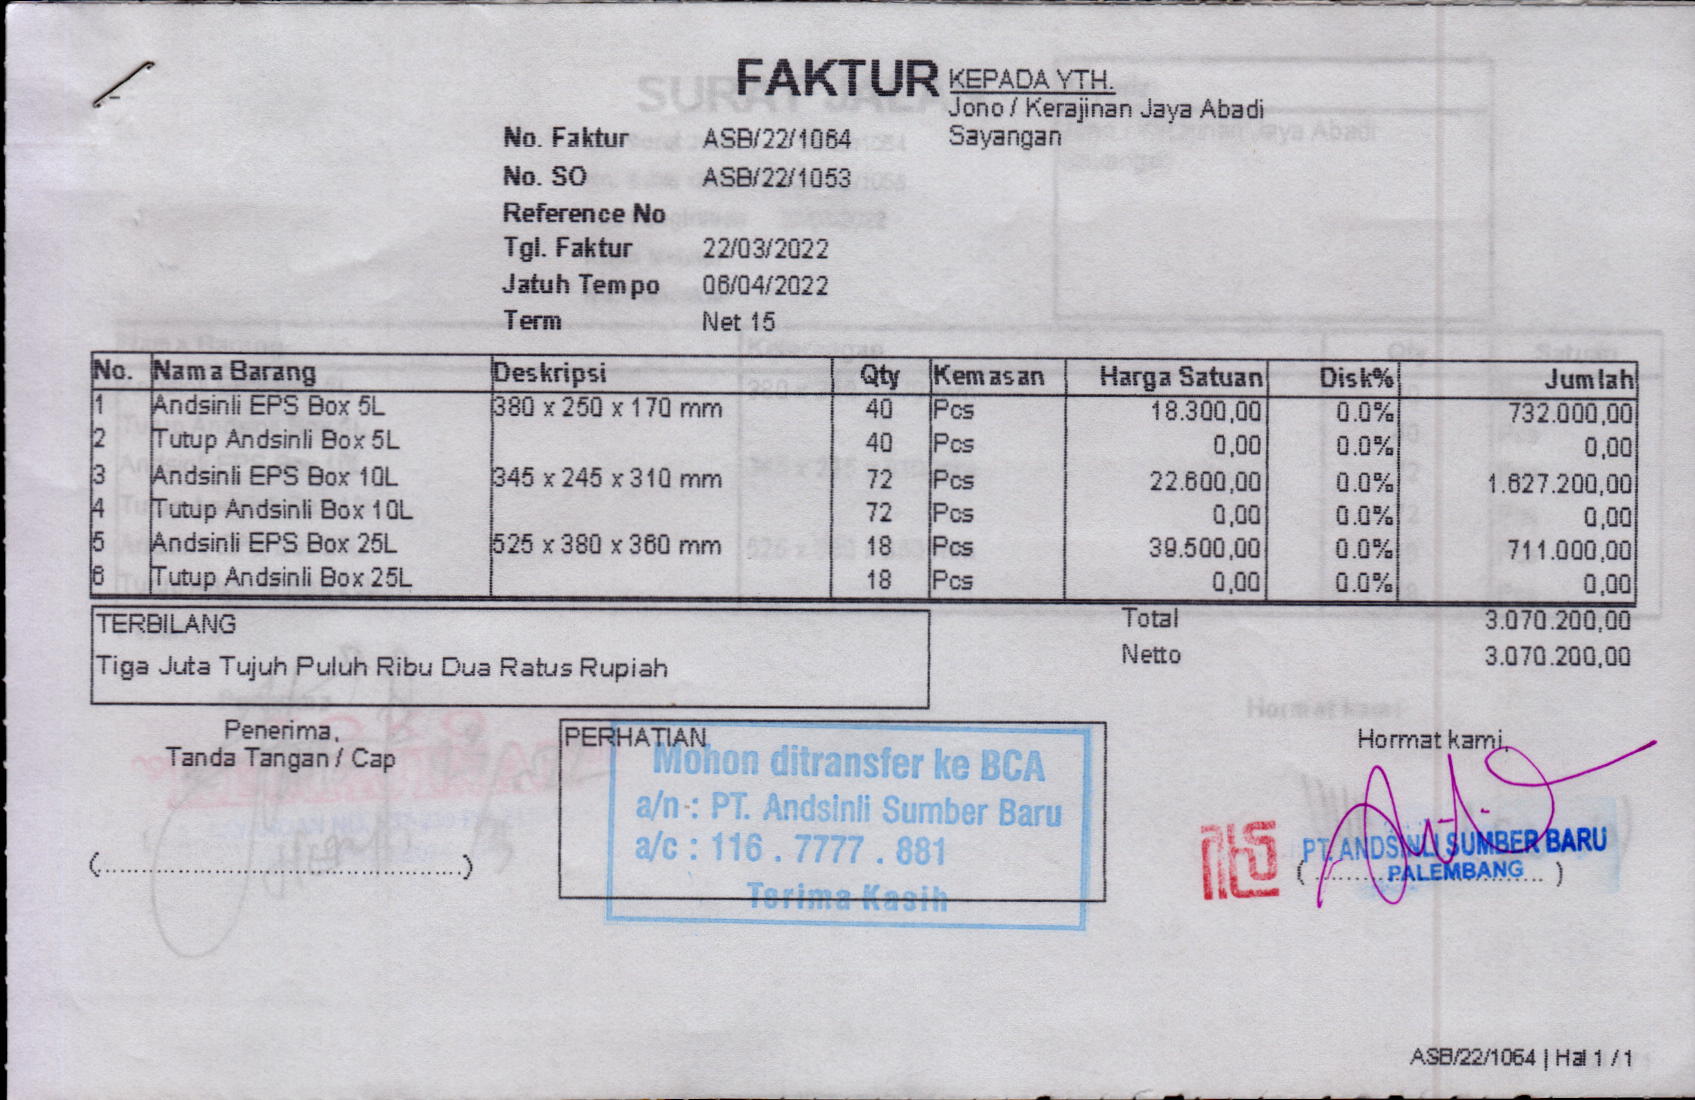 FAKTUR
KEPADA YTH.
Jono / Kerajinan Jaya Abadi
Sayangan
No. Faktur ASB/22/1064
No. SO ASB/22/1053
Reference No
Tgl. Faktur 22/03/2022
Jatuh Tempo 06/04/2022
Term Net 15
No. Nama Barang Deskripsi Qty Kemasan Harga Satuan Disk% Jumlah
1 Andsinli EPS Box 5L 380 x 250 x 170 mm 40 Pcs 18.300,00 0.0% 732.000,00
2 Tutup Andsinli Box 5L 40 Pcs 0,00 0.0% 0,00
3 Andsinli EPS Box 10L 345 x 245 x 310 mm 72 Pcs 22.600,00 0.0% 1.627.200,00
4 Tutup Andsinli Box 10L 72 Pcs 0,00 0.0% 0,00
5 Andsinli EPS Box 25L 525 x 380 x 360 mm 18 Pcs 39.500,00 0.0% 711.000,00
6 Tutup Andsinli Box 25L 18 Pcs 0,00 0.0% 0,00
Total 3.070.200,00
Netto 3.070.200,00
TERBILANG
Tiga Juta Tujuh Puluh Ribu Dua Ratus Rupiah
Penerima,
Tanda Tangan / Cap
(....................................................)
PERHATIAN
Mohon ditransfer ke BCA
a/n : PT. Andsinli Sumber Baru
a/c : 116 . 7777 . 881
Terima Kasih
Hormat kami,
PT. ANDSINLI SUMBER BARU
PALEMBANG
(....................................)
ASB/22/1064 | Hal 1 / 1